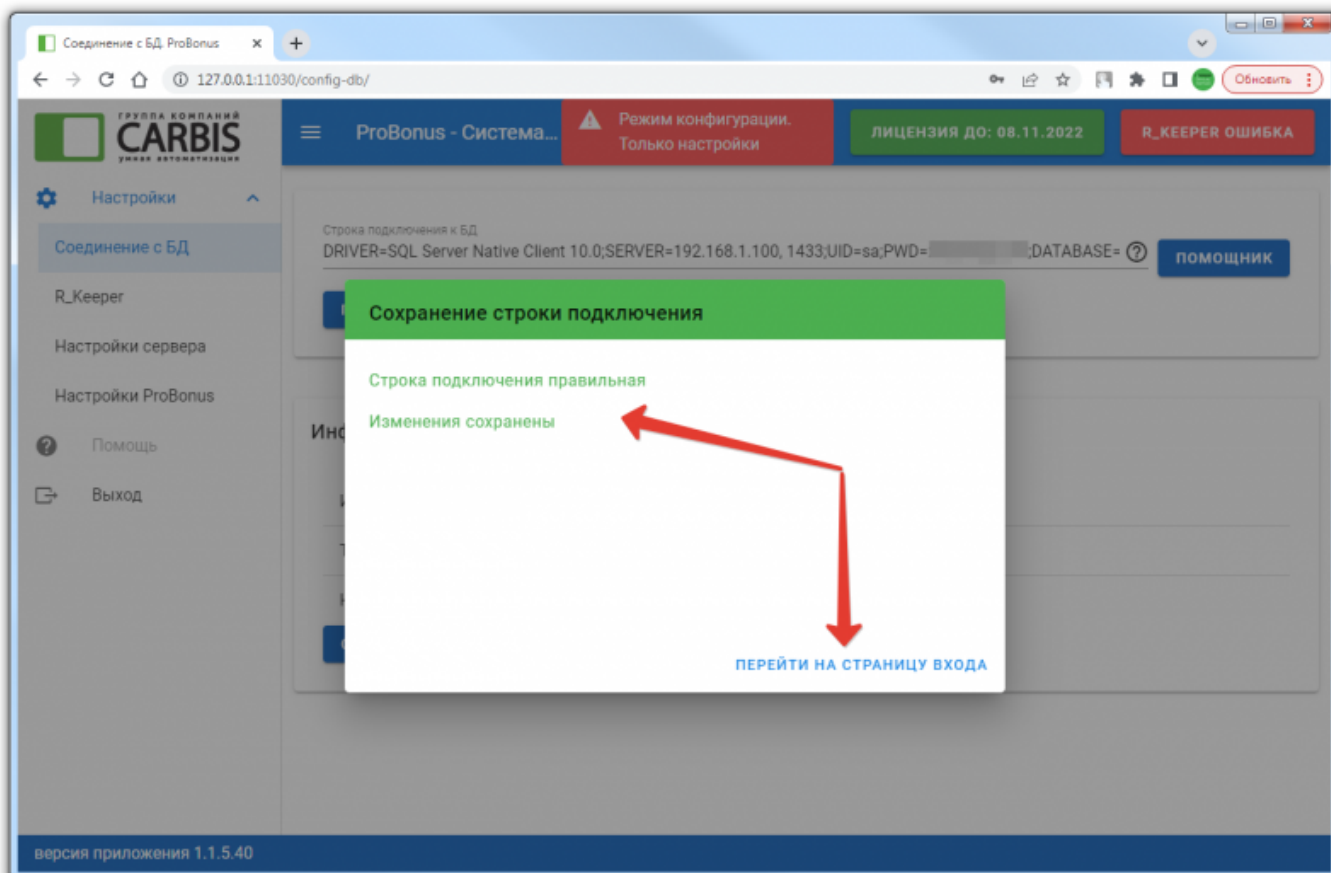 Соединение с БД. ProBonus
127.0.0.1:11030/config-db/
Обновить
ГРУППА КОМПАНИЙ
CARBIS
умная автоматизация
ProBonus - Система...
Режим конфигурации.
Только настройки
ЛИЦЕНЗИЯ ДО: 08.11.2022
R_KEEPER ОШИБКА
Настройки
Соединение с БД
R_Keeper
Настройки сервера
Настройки ProBonus
Помощь
Выход
Строка подключения к БД
DRIVER=SQL Server Native Client 10.0;SERVER=192.168.1.100, 1433;UID=sa;PWD= ;DATABASE=
ПОМОЩНИК
Сохранение строки подключения
Строка подключения правильная
Изменения сохранены
Инф
ПЕРЕЙТИ НА СТРАНИЦУ ВХОДА
версия приложения 1.1.5.40